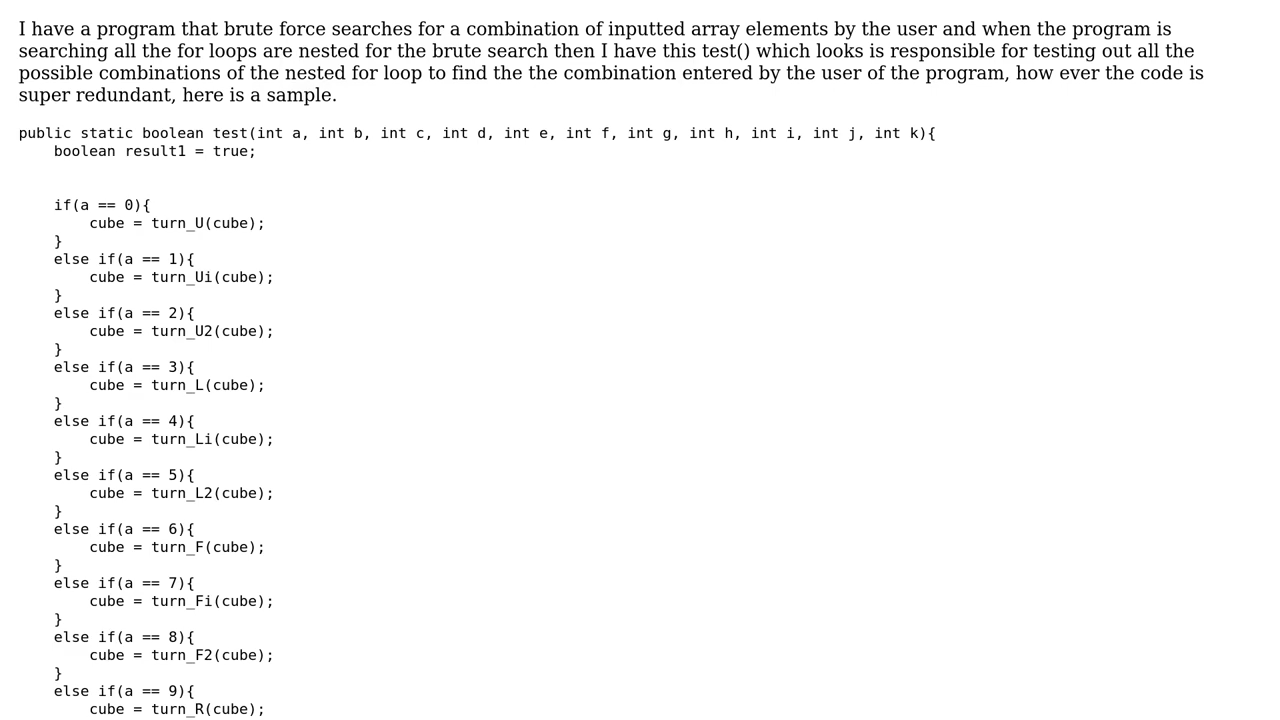 I have a program that brute force searches for a combination of inputted array elements by the user and when the program is
searching all the for loops are nested for the brute search then I have this test() which looks is responsible for testing out all the
possible combinations of the nested for loop to find the the combination entered by the user of the program, how ever the code is
super redundant, here is a sample.
public static boolean test(int a, int b, int c, int d, int e, int f, int g, int h, int i, int j, int k){
    boolean result1 = true;
    if(a == 0){
        cube = turn_U(cube);
    }
    else if(a == 1){
        cube = turn_Ui(cube);
    }
    else if(a == 2){
        cube = turn_U2(cube);
    }
    else if(a == 3){
        cube = turn_L(cube);
    }
    else if(a == 4){
        cube = turn_Li(cube);
    }
    else if(a == 5){
        cube = turn_L2(cube);
    }
    else if(a == 6){
        cube = turn_F(cube);
    }
    else if(a == 7){
        cube = turn_Fi(cube);
    }
    else if(a == 8){
        cube = turn_F2(cube);
    }
    else if(a == 9){
        cube = turn_R(cube);